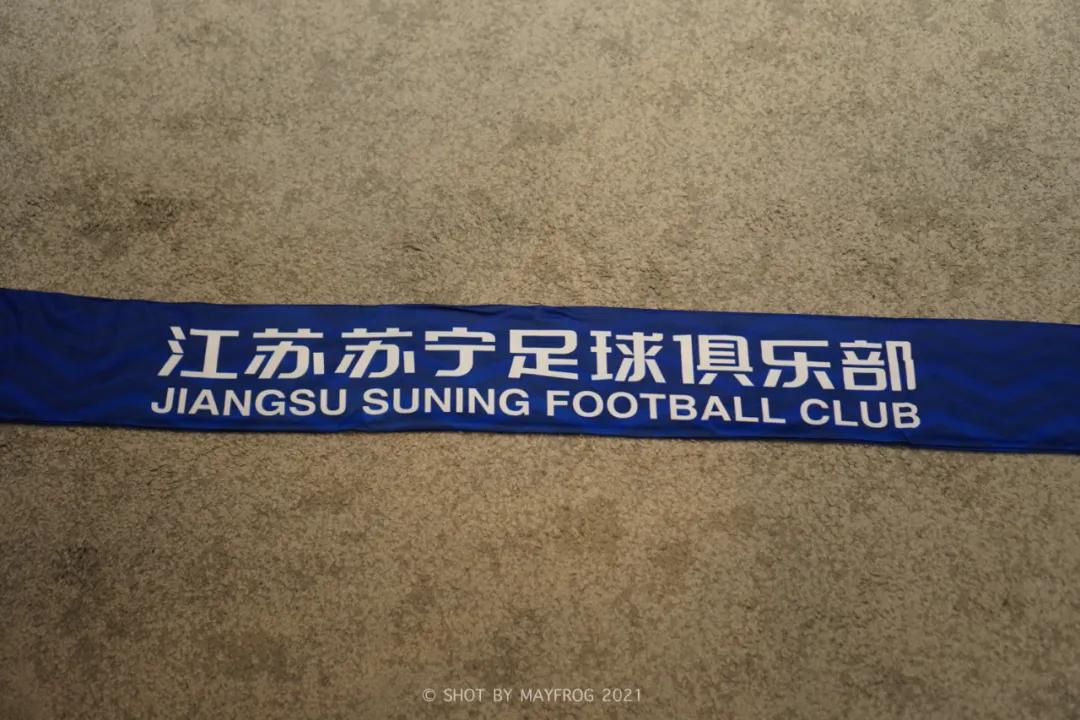 江苏苏宁足球俱乐部
JIANGSU SUNING FOOTBALL CLUB
© SHOT BY MAYFROG 2021